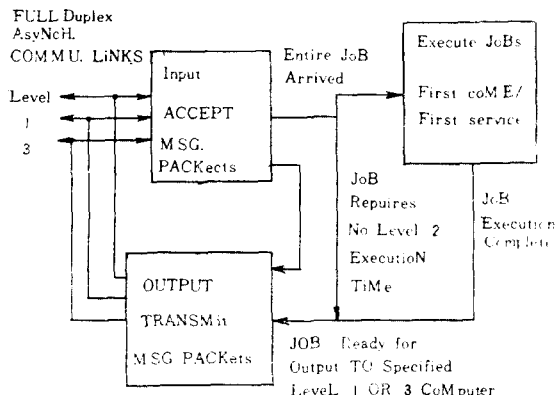 FULL Duplex
AsyNcH.
COMMU. LiNKS
Level
1
3
Input
ACCEPT
MSG.
PACKects
Entire JoB
Arrived
Execute JoBs
First coME/
First service
JoB
Repuires
No Level 2
ExecutioN
TiMe
JoB
Execution
Complete
OUTPUT
TRANSMit
MSG PACKets
JOB Ready for
Output TO Specified
LeveL 1 OR 3 CoMputer